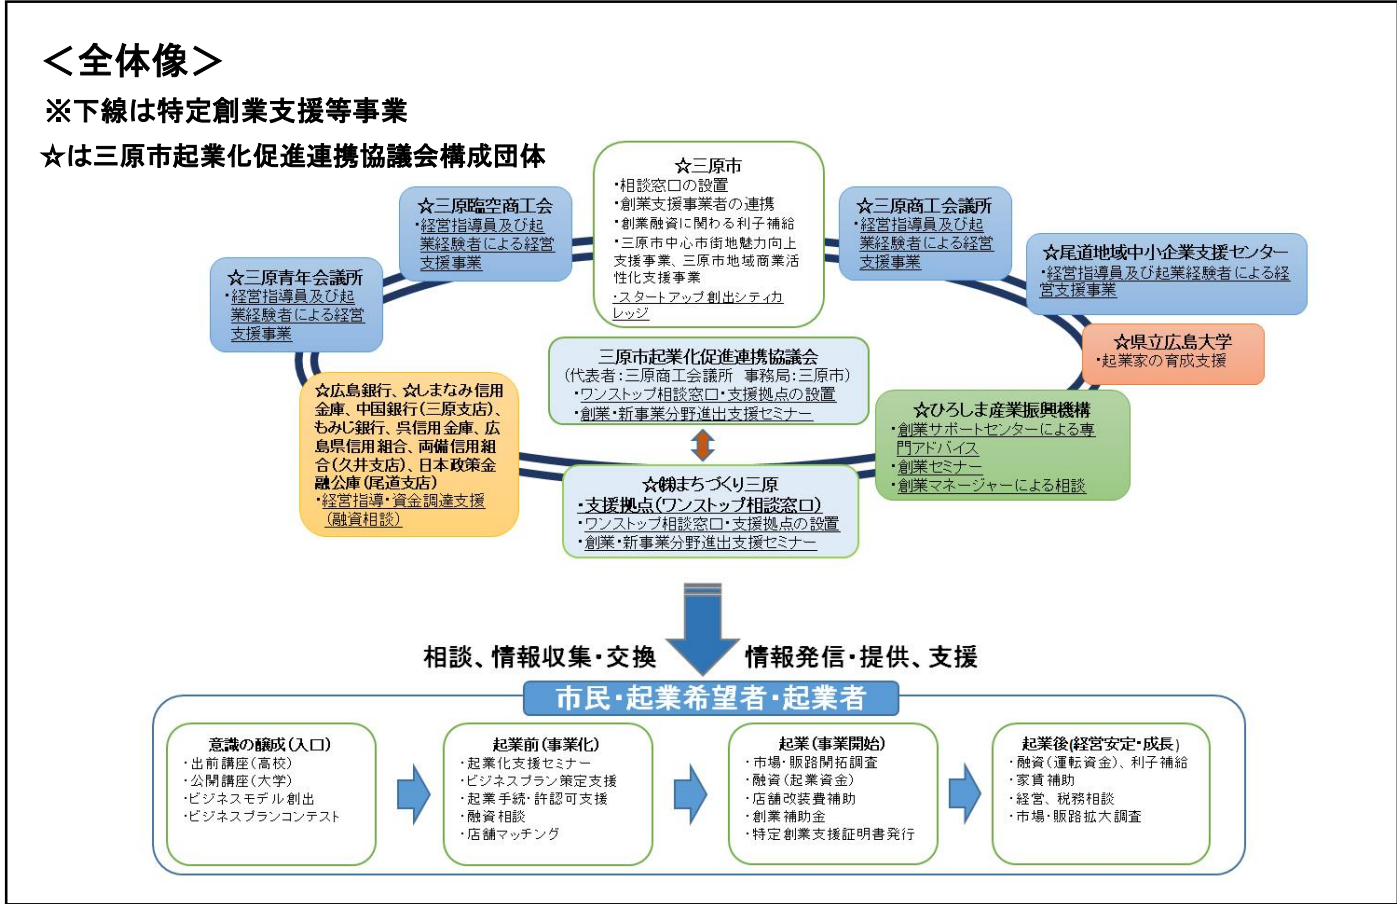 ＜全体像＞
※下線は特定創業支援等事業
☆は三原市起業化促進連携協議会構成団体
☆三原市
・相談窓口の設置
・創業支援事業者の連携
・創業融資に関わる利子補給
・三原市中心市街地魅力向上
支援事業、三原市地域商業活
性化支援事業
・スタートアップ創出シティカ
レッジ
☆三原臨空商工会
・経営指導員及び起
業経験者による経営
支援事業
☆三原商工会議所
・経営指導員及び起
業経験者による経営
支援事業
☆三原青年会議所
・経営指導員及び起
業経験者による経営
支援事業
☆尾道地域中小企業支援センター
・経営指導員及び起業経験者による経
営支援事業
☆県立広島大学
・起業家の育成支援
三原市起業化促進連携協議会
（代表者：三原商工会議所　事務局：三原市）
・ワンストップ相談窓口・支援拠点の設置
・創業・新事業分野進出支援セミナー
☆広島銀行、☆しまなみ信用
金庫、中国銀行（三原支店）、
もみじ銀行、呉信用金庫、広
島県信用組合、両備信用組
合（久井支店）、日本政策金
融公庫（尾道支店）
・経営指導・資金調達支援
（融資相談）
☆ひろしま産業振興機構
・創業サポートセンターによる専
門アドバイス
・創業セミナー
・創業マネージャーによる相談
☆㈱まちづくり三原
・支援拠点（ワンストップ相談窓口）
・ワンストップ相談窓口・支援拠点の設置
・創業・新事業分野進出支援セミナー
相談、情報収集・交換　情報発信・提供、支援
市民・起業希望者・起業者
意識の醸成（入口）
・出前講座（高校）
・公開講座（大学）
・ビジネスモデル創出
・ビジネスプランコンテスト
起業前（事業化）
・起業化支援セミナー
・ビジネスプラン策定支援
・起業手続・許認可支援
・融資相談
・店舗マッチング
起業（事業開始）
・市場・販路開拓調査
・融資（起業資金）
・店舗改装費補助
・創業補助金
・特定創業支援証明書発行
起業後（経営安定・成長）
・融資（運転資金）、利子補給
・家賃補助
・経営、税務相談
・市場・販路拡大調査